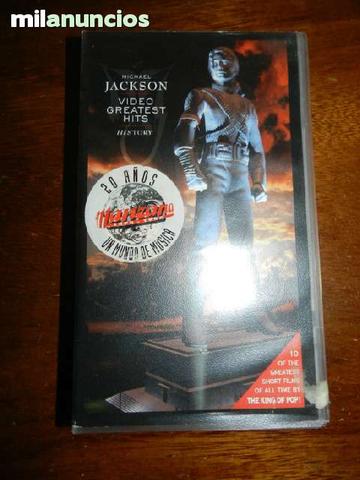 milanuncios
MICHAEL
JACKSON
VIDEO
GREATEST
HITS
HISTORY
20 AÑOS
UN MUNDO DE MÚSICA
10
OF THE
GREATEST
SHORT FILMS
OF ALL TIME BY
THE KING OF POP!